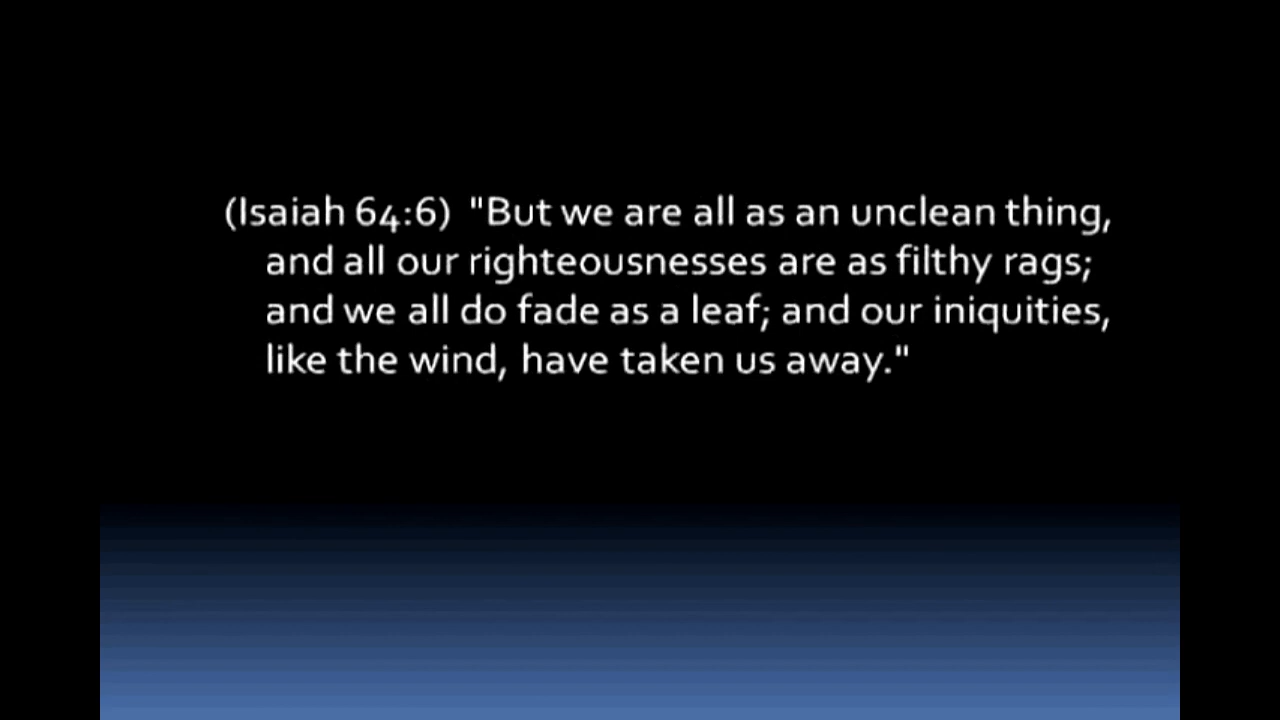 (Isaiah 64:6) "But we are all as an unclean thing,
and all our righteousnesses are as filthy rags;
and we all do fade as a leaf; and our iniquities,
like the wind, have taken us away."